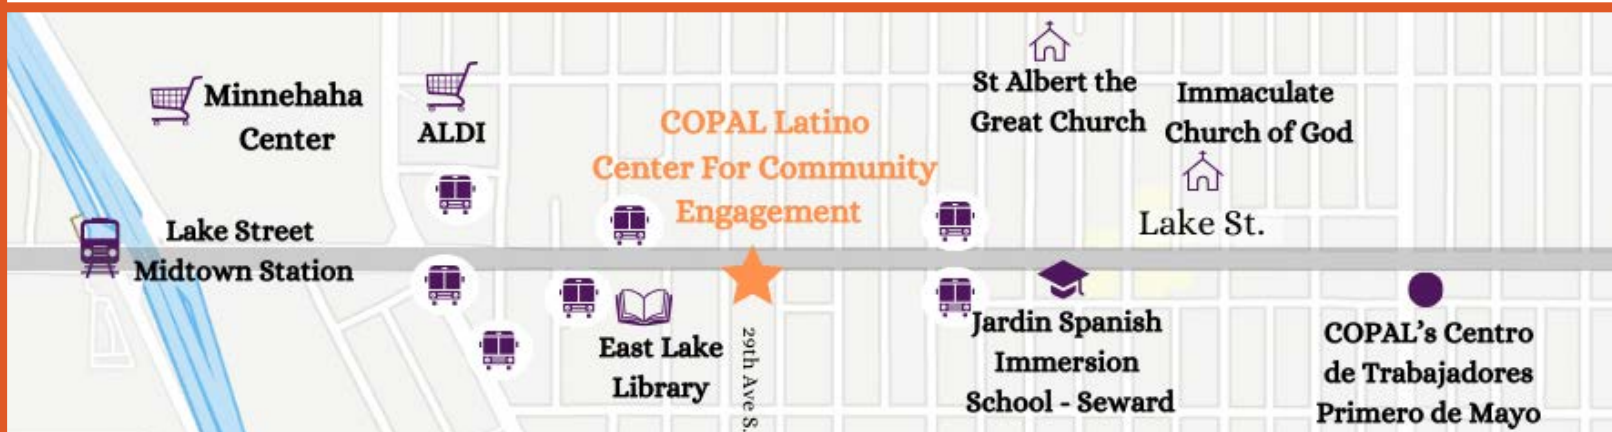 Minnehaha
Center
ALDI
COPAL Latino
Center For Community
Engagement
St Albert the
Great Church
Immaculate
Church of God
Lake Street
Midtown Station
Lake St.
East Lake
Library
29th Ave S.
Jardin Spanish
Immersion
School - Seward
COPAL’s Centro
de Trabajadores
Primero de Mayo